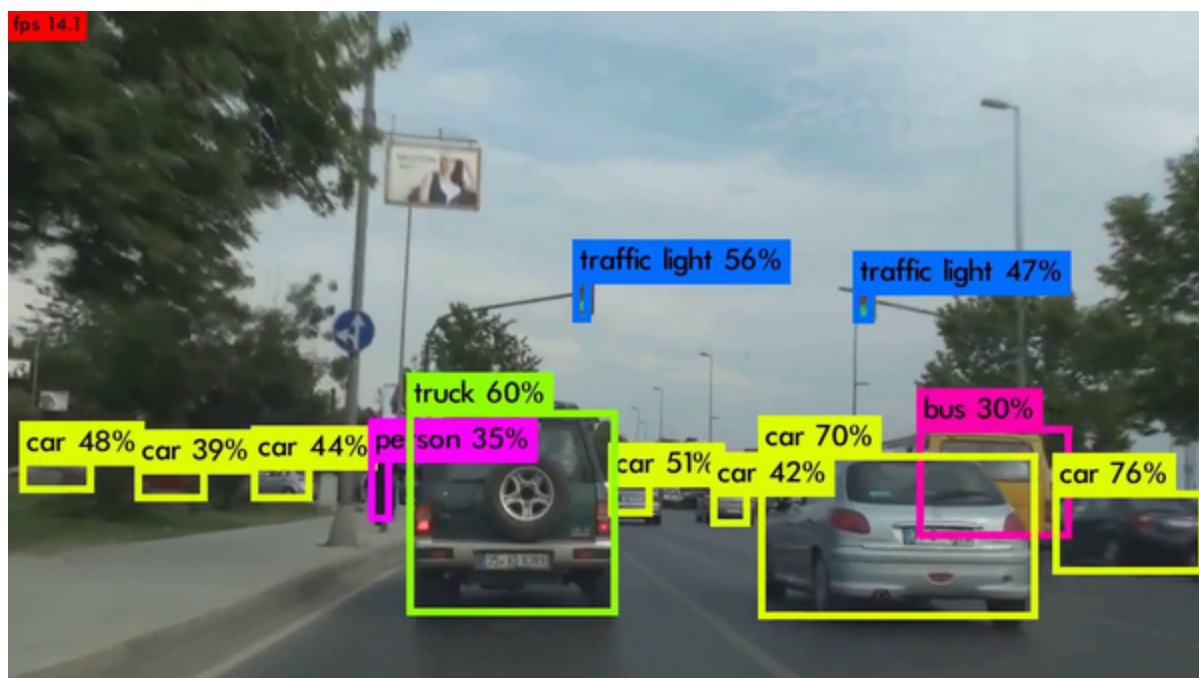 fps 14.1
traffic light 56%
traffic light 47%
truck 60%
bus 30%
car 48%
car 39%
car 44%
person 35%
car 51%
car 70%
car 42%
car 76%